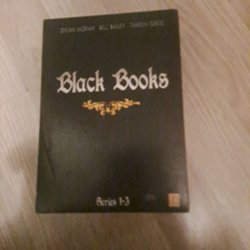 DYLAN MORAN BILL BAILEY TAMSIN GREIG
Black Books
Series 1-3